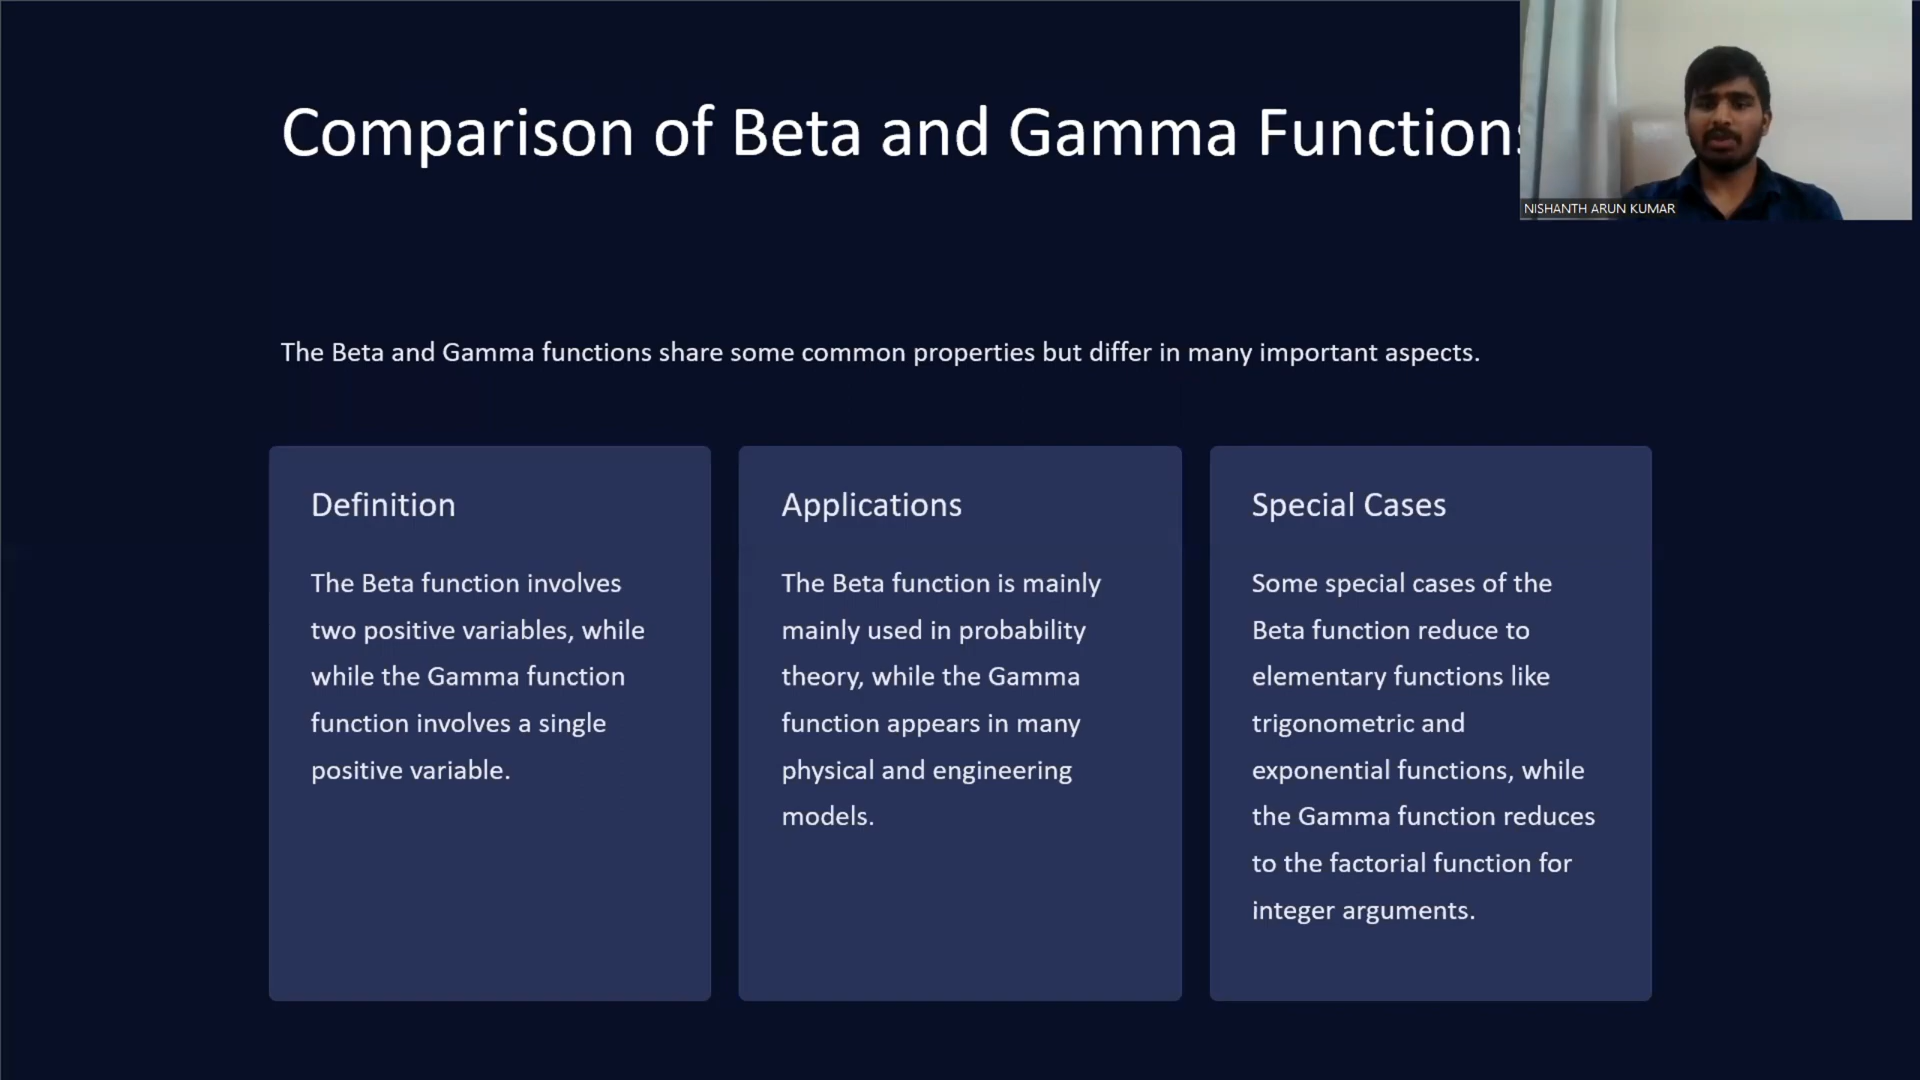 Comparison of Beta and Gamma Functions
NISHANTH ARUN KUMAR
The Beta and Gamma functions share some common properties but differ in many important aspects.
Definition
The Beta function involves
two positive variables, while
while the Gamma function
function involves a single
positive variable.
Applications
The Beta function is mainly
mainly used in probability
theory, while the Gamma
function appears in many
physical and engineering
models.
Special Cases
Some special cases of the
Beta function reduce to
elementary functions like
trigonometric and
exponential functions, while
the Gamma function reduces
to the factorial function for
integer arguments.